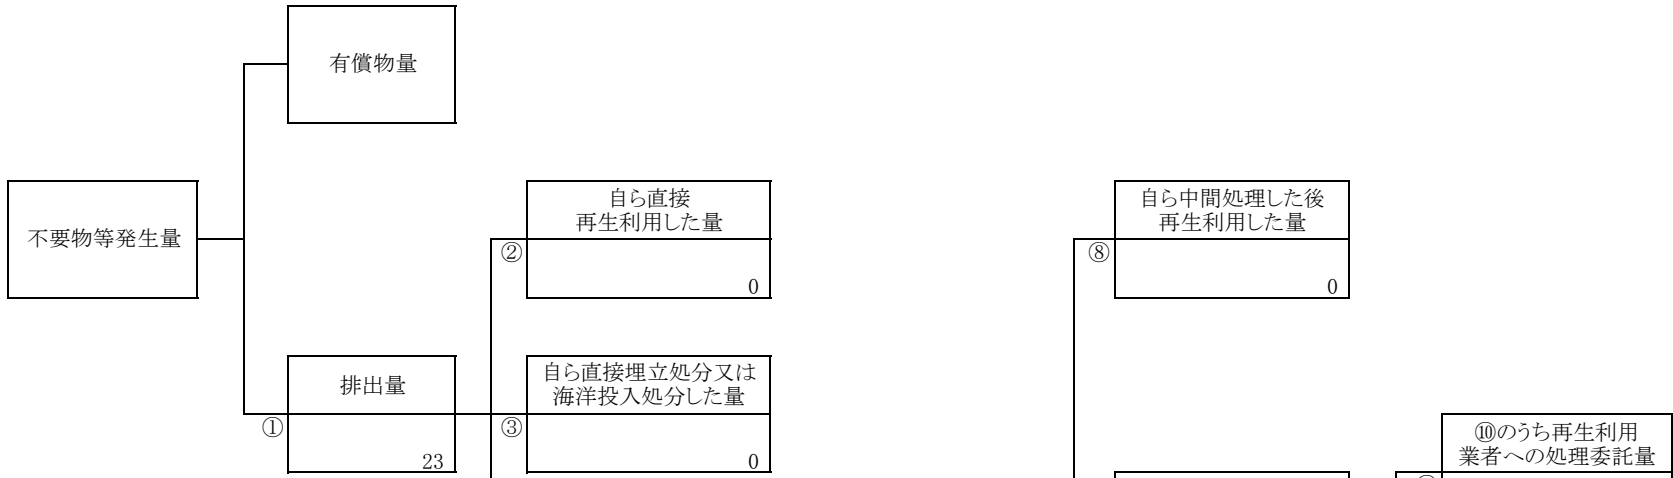 有償物量
不要物等発生量
自ら直接
再生利用した量
②
0
自ら中間処理した後
再生利用した量
⑧
0
排出量
①
23
自ら直接埋立処分又は
海洋投入処分した量
③
0
⑩のうち再生利用
業者への処理委託量